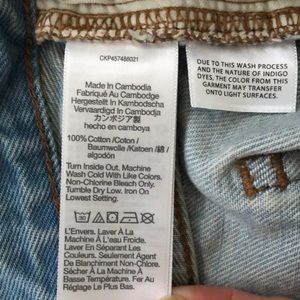 CKP457488021
Made In Cambodia
Fabriqué Au Cambodge
Hergestellt In Kambodscha
Vervaardigd In Cambodja
カンボジア製
hecho en camboya
100% Cotton /Coton /
Baumwolle /Katoen /綿 /
algodón
Turn Inside Out. Machine
Wash Cold With Like Colors.
Non-Chlorine Bleach Only.
Tumble Dry Low. Iron On
Lowest Setting.
L'Envers. Laver À La
Machine À L'eau Froide.
Laver En Séparant Les
Couleurs. Seulement Agent
De Blanchiment Non-Chloré.
Sécher À La Machine À
Température. Fer Au
Réglage Le Plus Bas.
DUE TO THIS WASH PROCESS
AND THE NATURE OF INDIGO
DYES, THE COLOR FROM THIS
GARMENT MAY TRANSFER
ONTO LIGHT SURFACES.